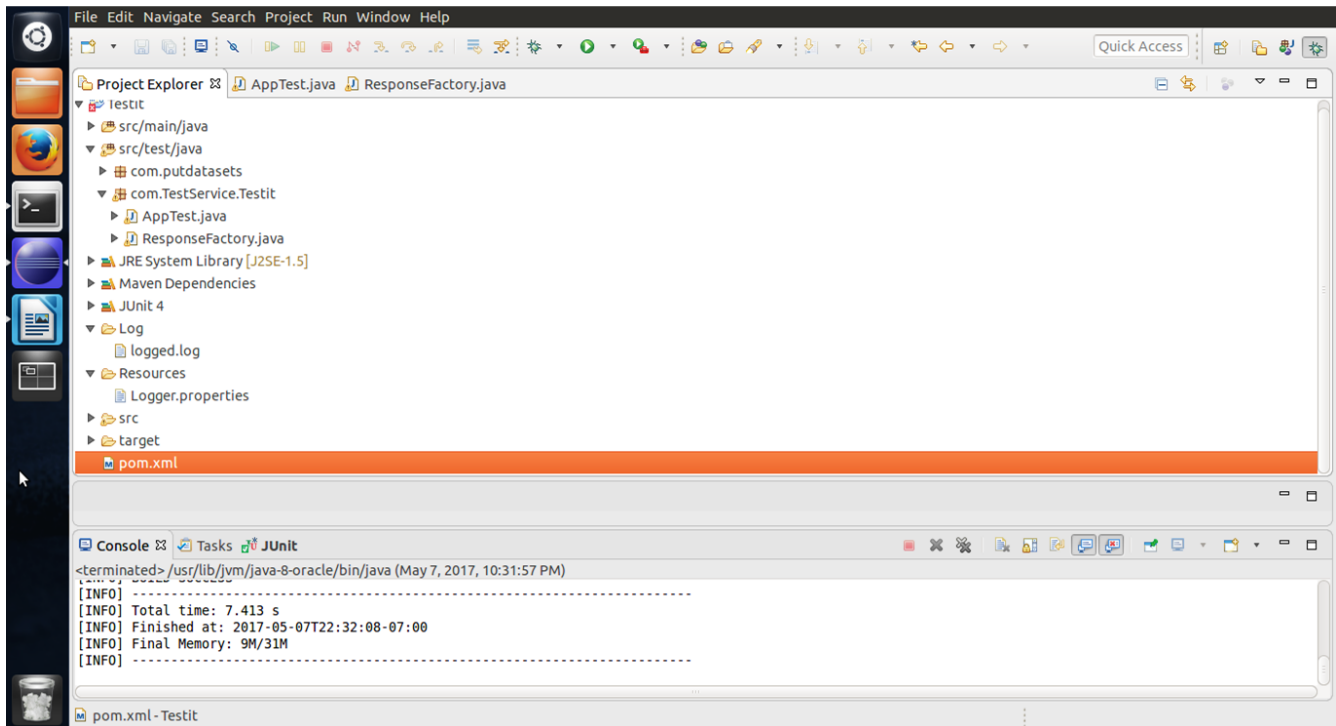 File Edit Navigate Search Project Run Window Help
Quick Access
Project Explorer AppTest.java ResponseFactory.java
Testit
src/main/java
src/test/java
com.putdatasets
com.TestService.Testit
AppTest.java
ResponseFactory.java
JRE System Library [J2SE-1.5]
Maven Dependencies
JUnit 4
Log
logged.log
Resources
Logger.properties
src
target
pom.xml
Console Tasks JUnit
<terminated> /usr/lib/jvm/java-8-oracle/bin/java (May 7, 2017, 10:31:57 PM)
[INFO] BUILD SUCCESS
[INFO] ------------------------------------------------------------------------
[INFO] Total time: 7.413 s
[INFO] Finished at: 2017-05-07T22:32:08-07:00
[INFO] Final Memory: 9M/31M
[INFO] ------------------------------------------------------------------------
pom.xml - Testit